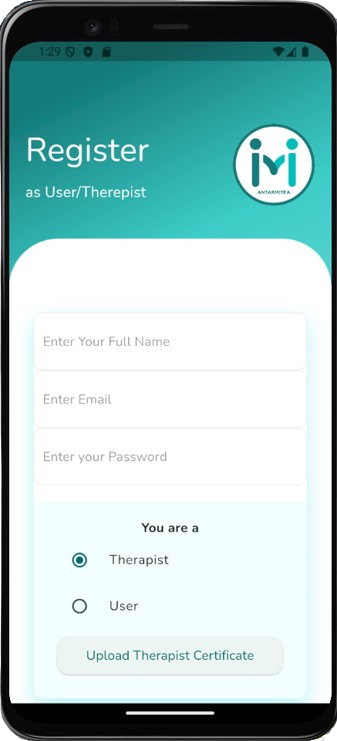 1:29
Register
as User/Therepist
ANTARMITRA
Enter Your Full Name
Enter Email
Enter your Password
You are a
Therapist
User
Upload Therapist Certificate